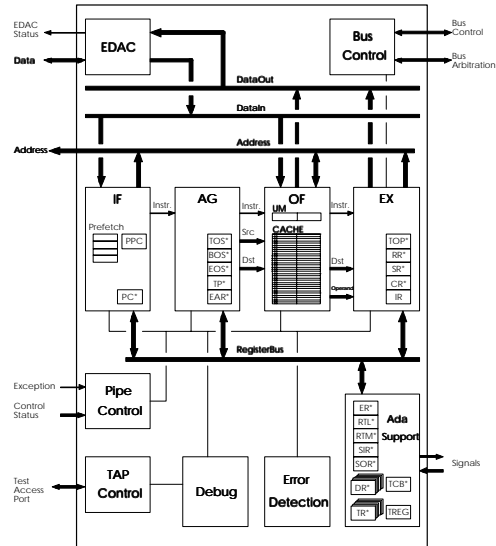 EDAC
Status
Data
EDAC
Bus
Control
Bus
Control
Bus
Arbitration
DataOut
DataIn
Address
Address
IF
Instr.
AG
Instr.
OF
Instr.
EX
Prefetch
PPC
PC*
TOS*
BOS*
EOS*
TP*
EAR*
Src
Dst
UM
CACHE
Dst
Operand
TOP*
RR*
SR*
CR*
IR
RegisterBus
Exception
Control
Status
Pipe
Control
Test
Access
Port
TAP
Control
Debug
Error
Detection
ER*
RTL*
RTM*
SIR*
SOR*
Ada
Support
DR*
TCB*
TR*
TREG
Signals